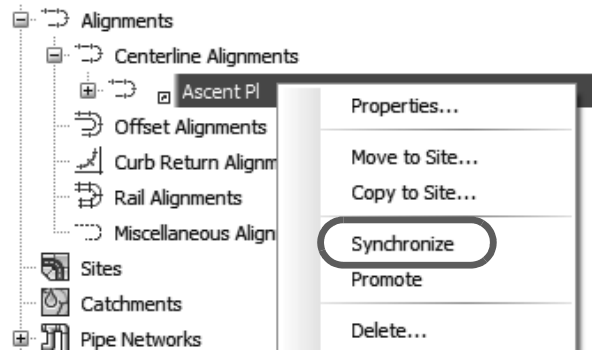 Alignments
Centerline Alignments
Ascent Pl
Offset Alignments
Curb Return Alignm
Rail Alignments
Miscellaneous Align
Sites
Catchments
Pipe Networks
Properties...
Move to Site...
Copy to Site...
Synchronize
Promote
Delete...